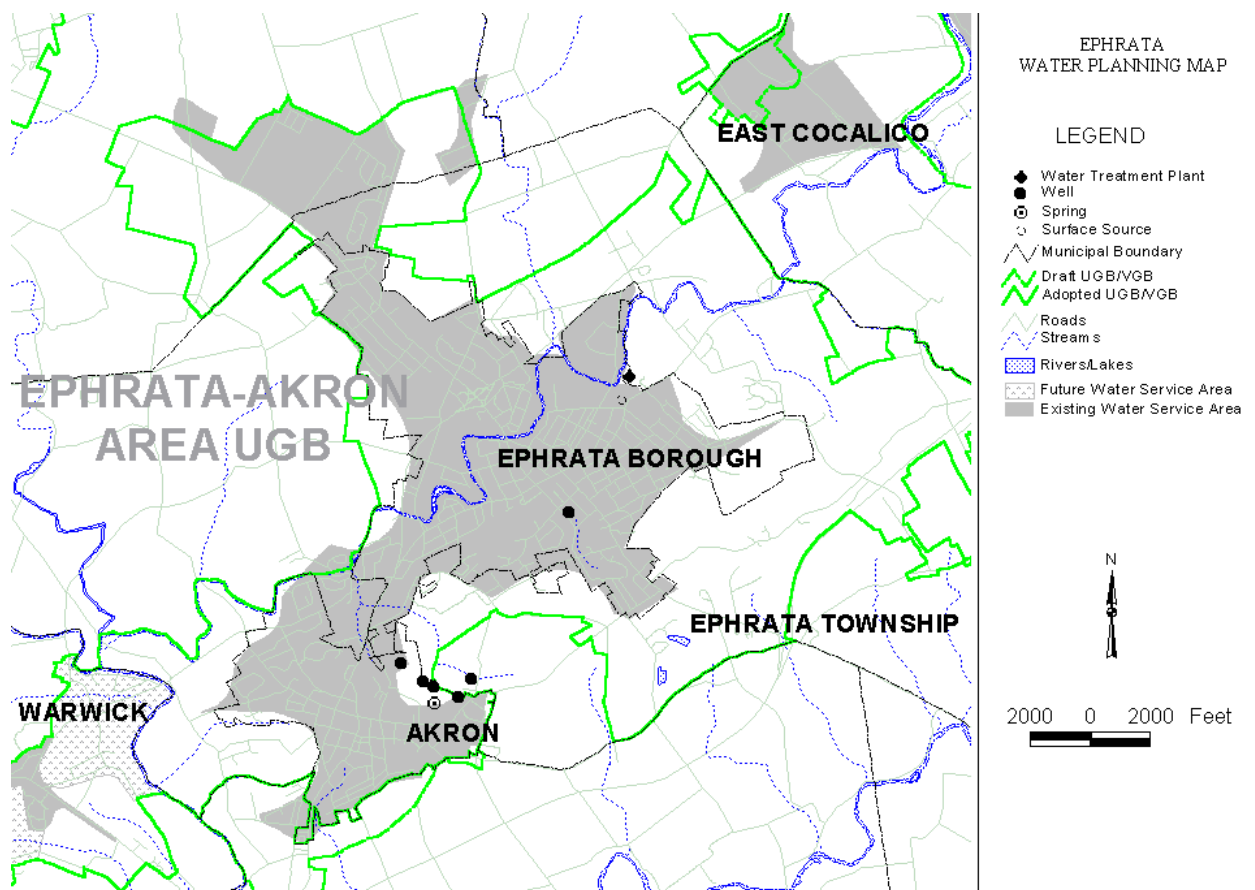 EPHRATA
WATER PLANNING MAP
LEGEND
Water Treatment Plant
Well
Spring
Surface Source
Municipal Boundary
Draft UGB/VGB
Adopted UGB/VGB
Roads
Streams
Rivers/Lakes
Future Water Service Area
Existing Water Service Area
N
2000 0 2000 Feet
EAST COCALICO
EPHRATA-AKRON
AREA UGB
EPHRATA BOROUGH
EPHRATA TOWNSHIP
WARWICK
AKRON